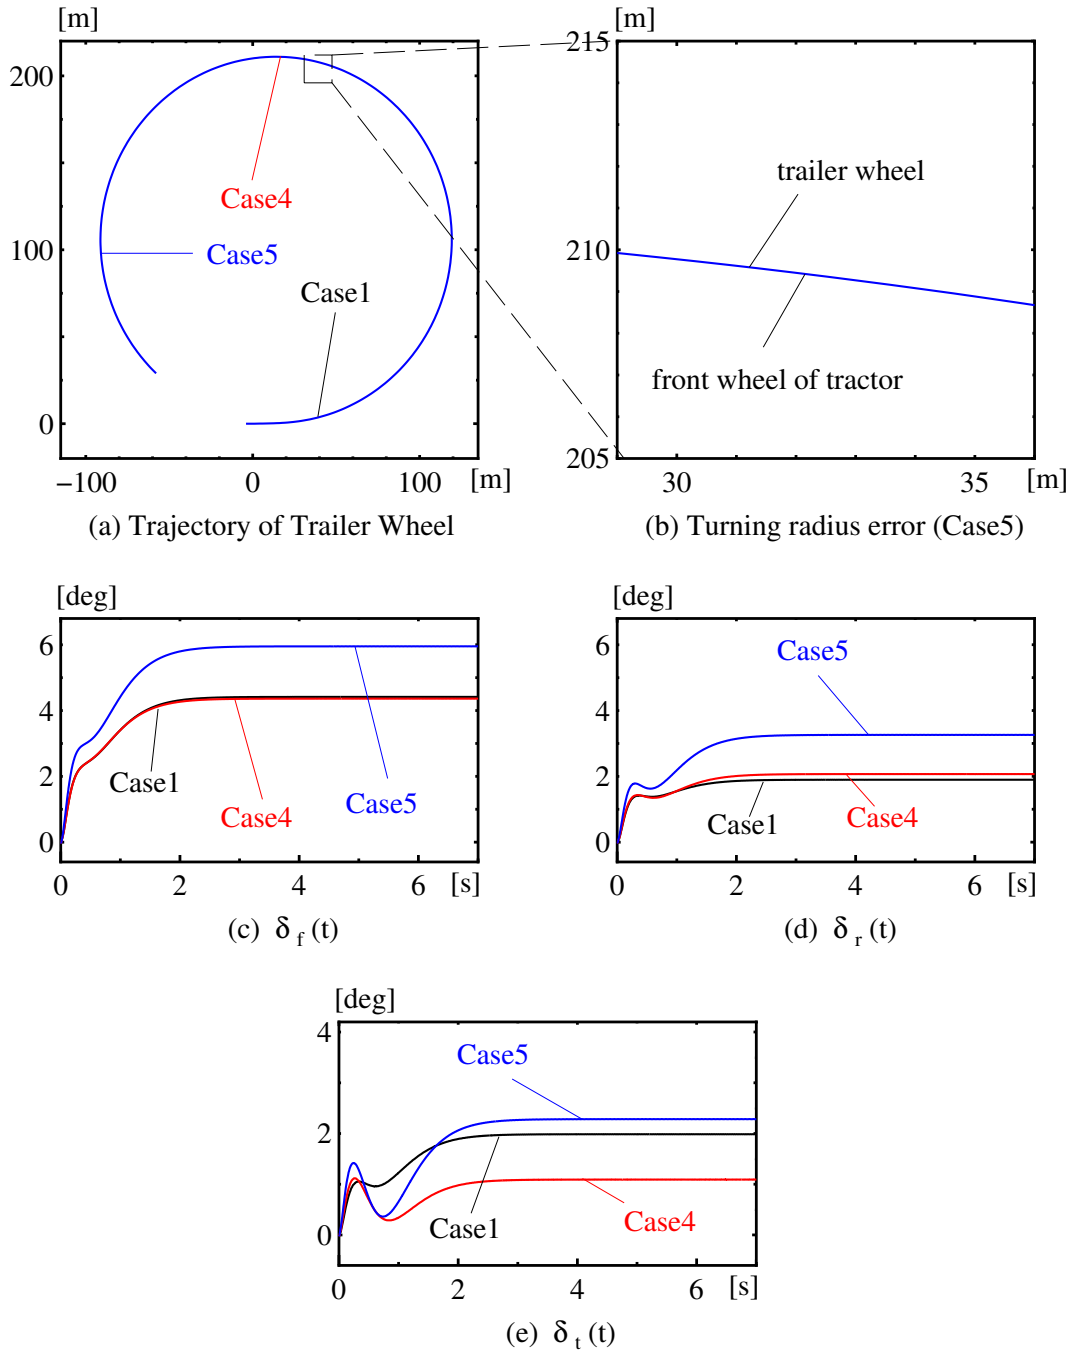 [m]
200
100
0
−100 0 100 [m]
Case4
Case5
Case1
(a) Trajectory of Trailer Wheel
[m]
215
210
205
30 35 [m]
trailer wheel
front wheel of tractor
(b) Turning radius error (Case5)
[deg]
6
4
2
0
0 2 4 6 [s]
Case1
Case4
Case5
(c) δ f (t)
[deg]
6
4
2
0
0 2 4 6 [s]
Case5
Case1
Case4
(d) δ r (t)
[deg]
4
2
0
0 2 4 6 [s]
Case5
Case1
Case4
(e) δ t (t)